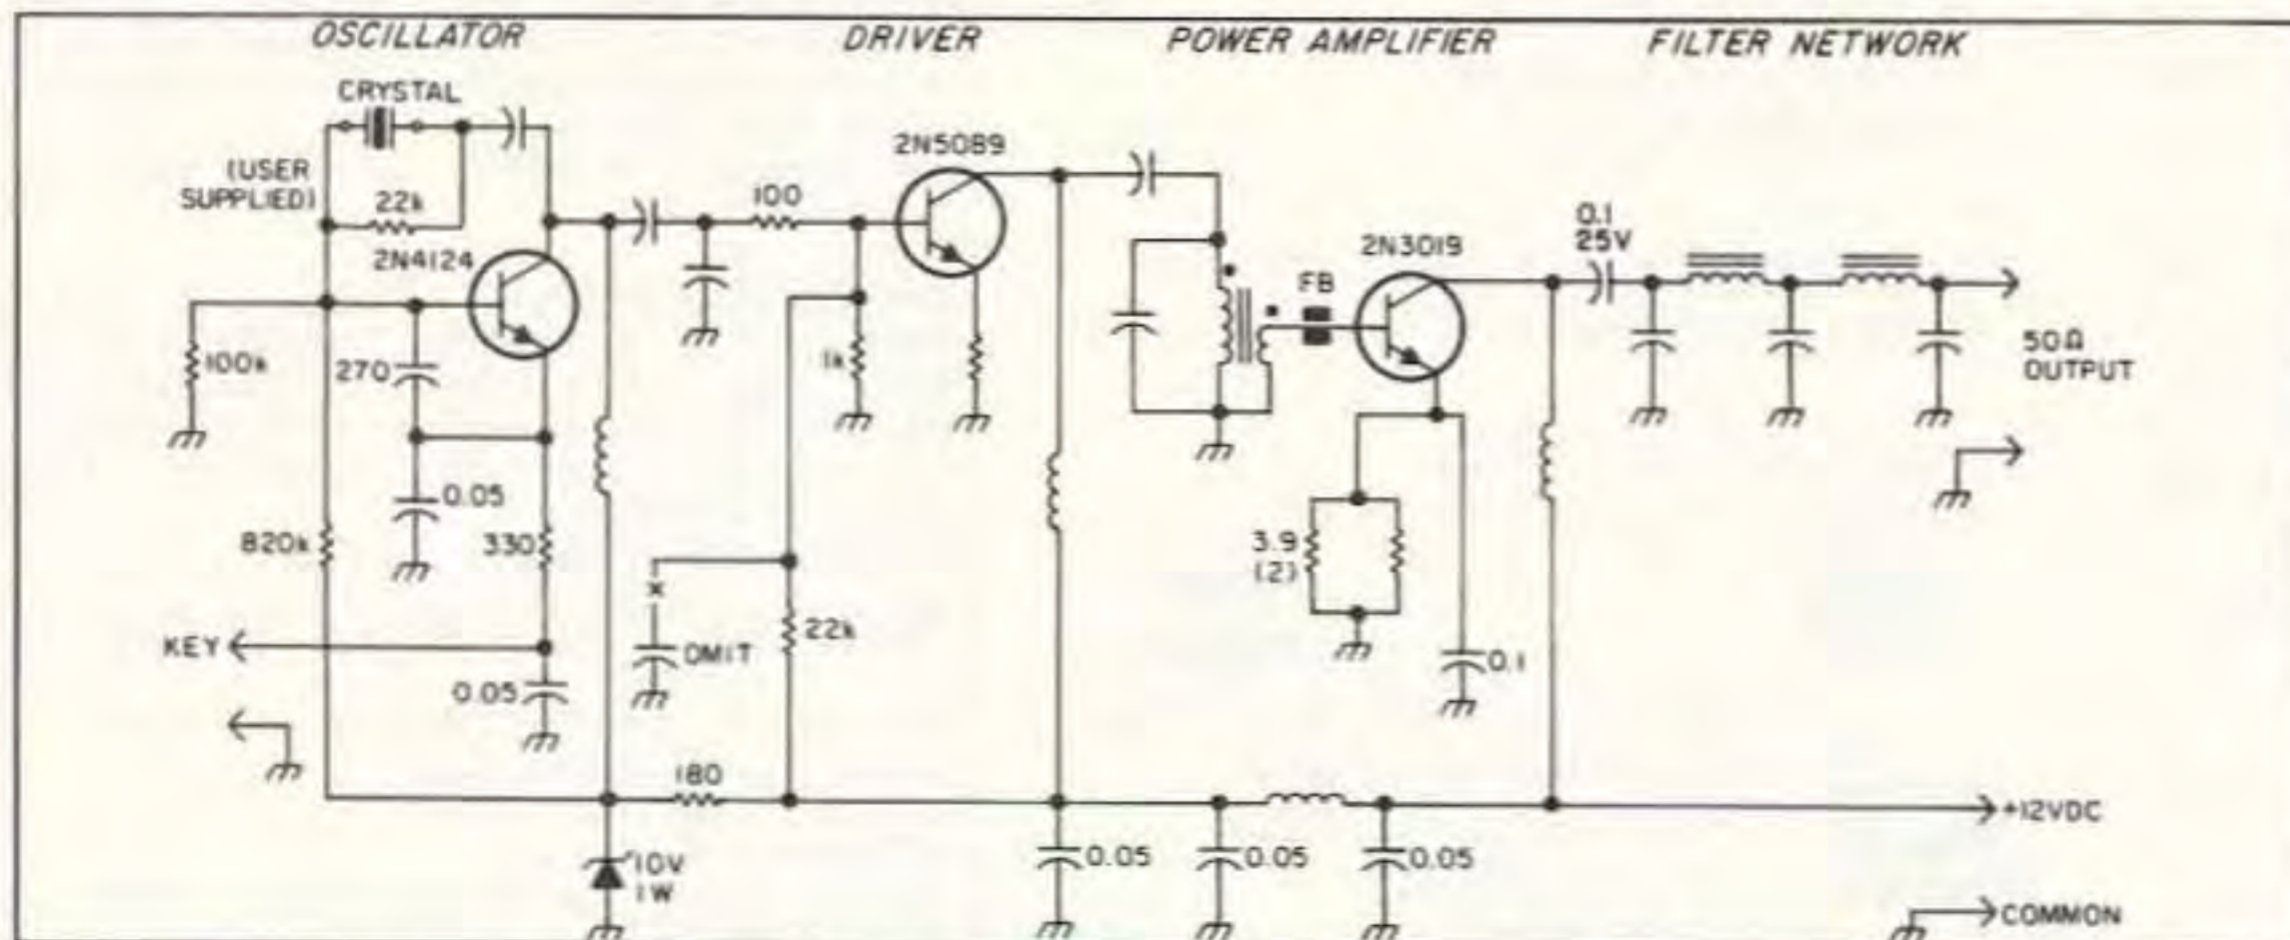 OSCILLATOR
DRIVER
POWER AMPLIFIER
FILTER NETWORK
CRYSTAL
(USER
SUPPLIED)
22k
2N4124
100k
270
0.05
820k
330
KEY
0.05
100
2N5089
1k
OMIT
22k
180
10V
1W
FB
2N3019
3.9
(2)
0.1
0.1
25V
50Ω
OUTPUT
0.05
0.05
0.05
+12VDC
COMMON